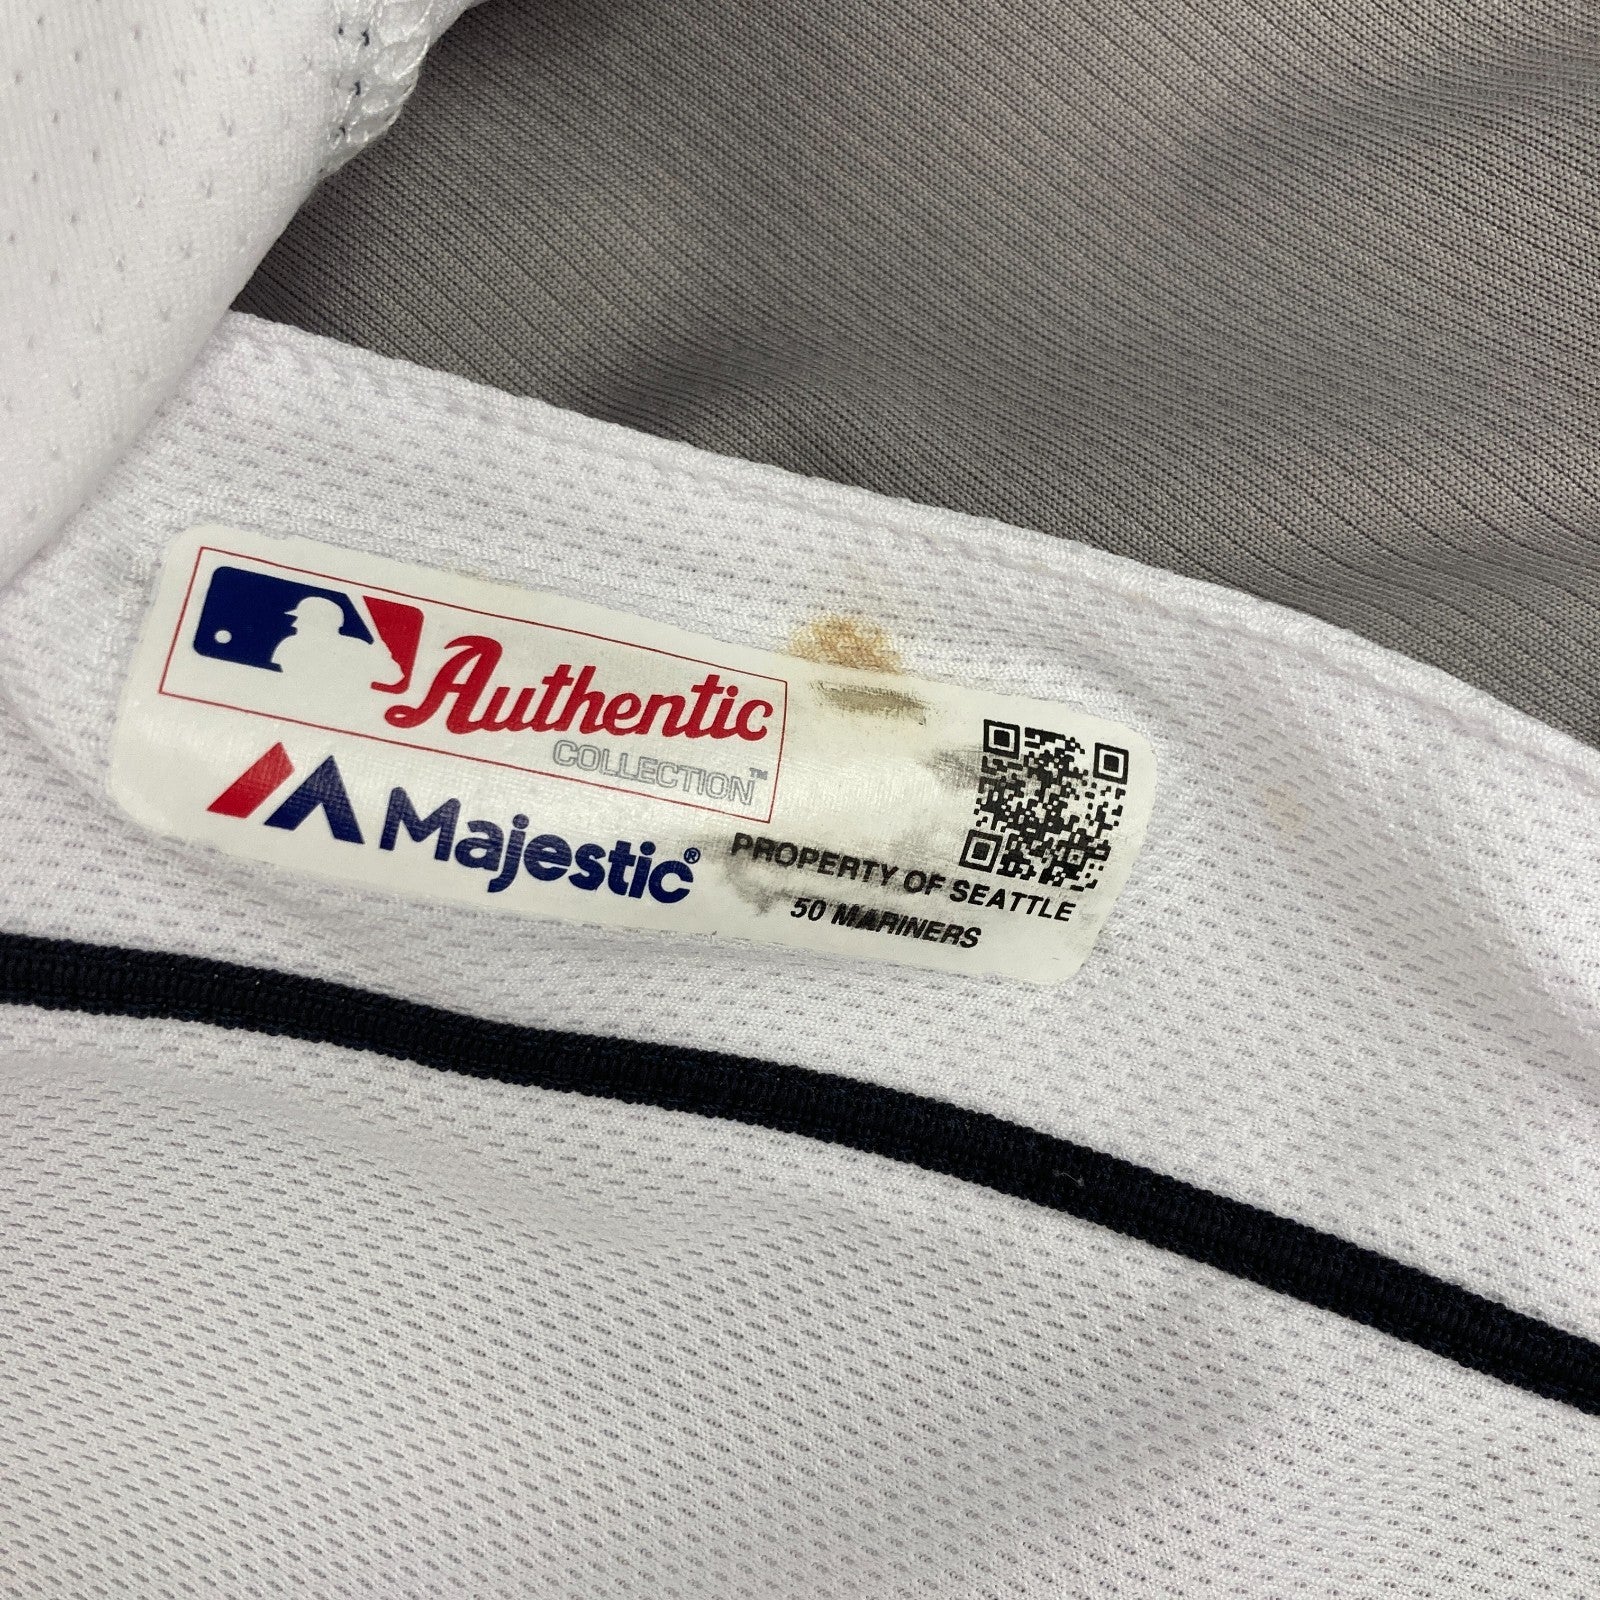 Authentic
COLLECTION™
Majestic®
PROPERTY OF SEATTLE
50 MARINERS